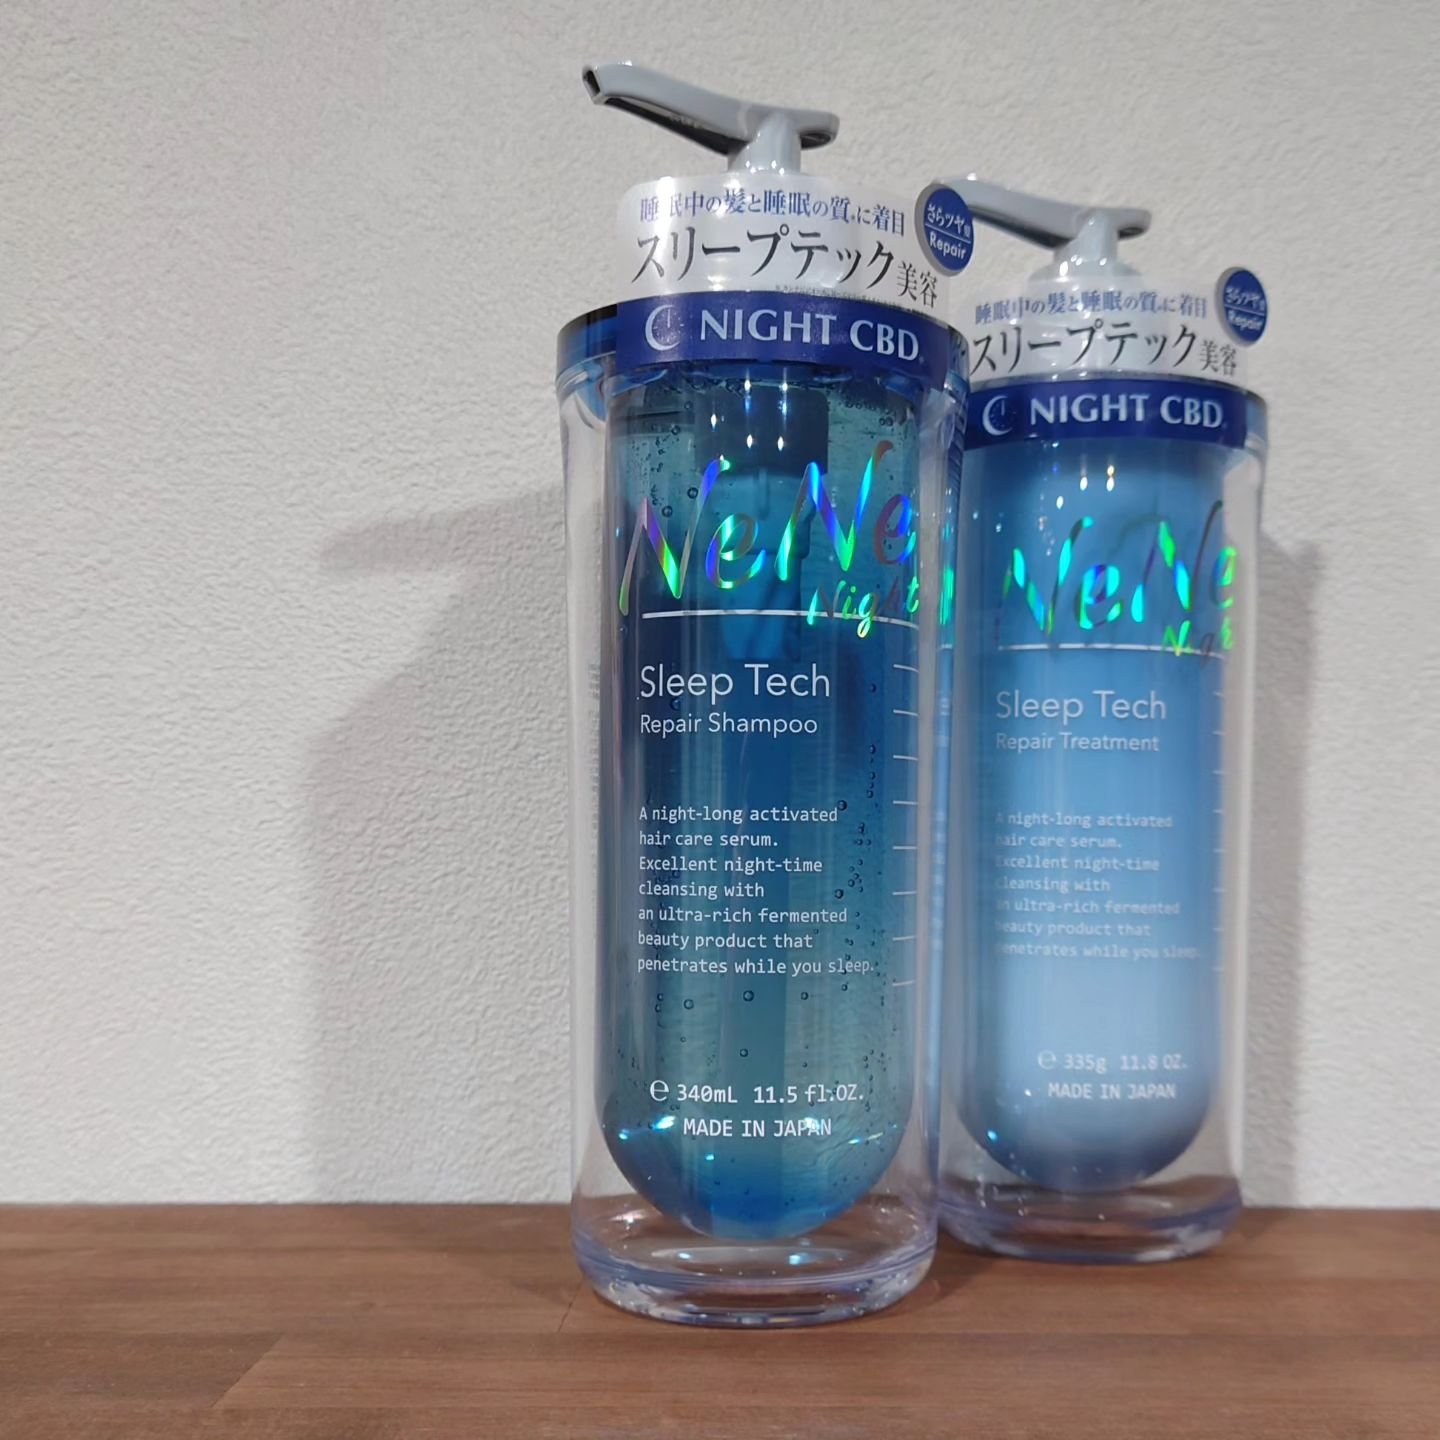 睡眠中の髪と睡眠の質※に着目
スリープテック美容
さらツヤ髪
Repair
NIGHT CBD
NeNe
Night
Sleep Tech
Repair Shampoo
A night-long activated
hair care serum.
Excellent night-time
cleansing with
an ultra-rich fermented
beauty product that
penetrates while you sleep.
℮ 340mL 11.5 fl.OZ.
MADE IN JAPAN
睡眠中の髪と睡眠の質※に着目
スリープテック美容
さらツヤ髪
Repair
NIGHT CBD
NeNe
Night
Sleep Tech
Repair Treatment
A night-long activated
hair care serum.
Excellent night-time
cleansing with
an ultra-rich fermented
beauty product that
penetrates while you sleep.
℮ 335g 11.8 OZ.
MADE IN JAPAN